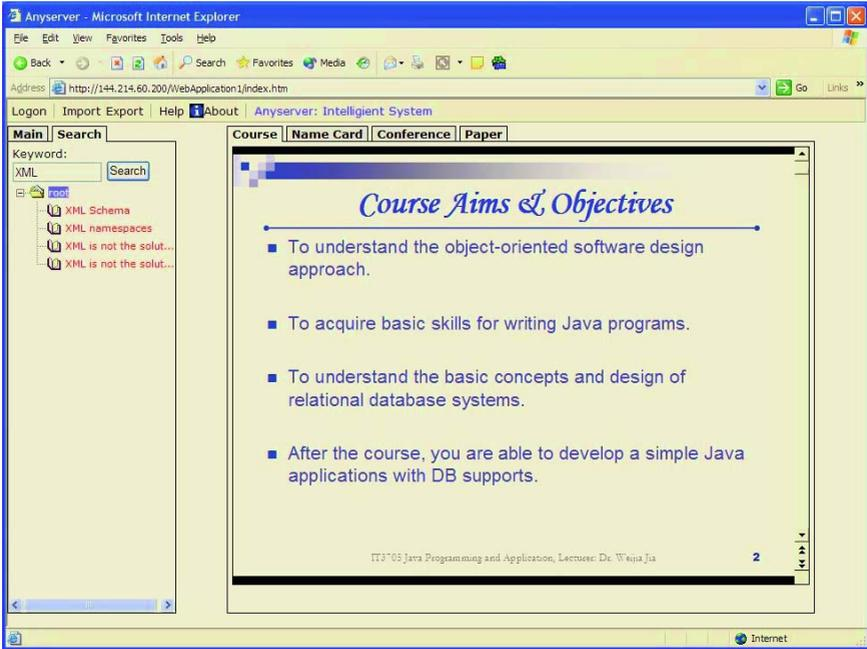 Anyserver - Microsoft Internet Explorer
File Edit View Favorites Tools Help
Back Search Favorites Media
Address http://144.214.60.200/WebApplication1/index.htm Go Links »
Logon Import Export Help About Anyserver: Intelligient System
Main Search
Course Name Card Conference Paper
Keyword:
XML Search
root
XML Schema
XML namespaces
XML is not the solut...
XML is not the solut...
Course Aims & Objectives
To understand the object-oriented software design
approach.
To acquire basic skills for writing Java programs.
To understand the basic concepts and design of
relational database systems.
After the course, you are able to develop a simple Java
applications with DB supports.
IT3705 Java Programming and Application, Lecturer: Dr. Weijia Jia 2
Internet